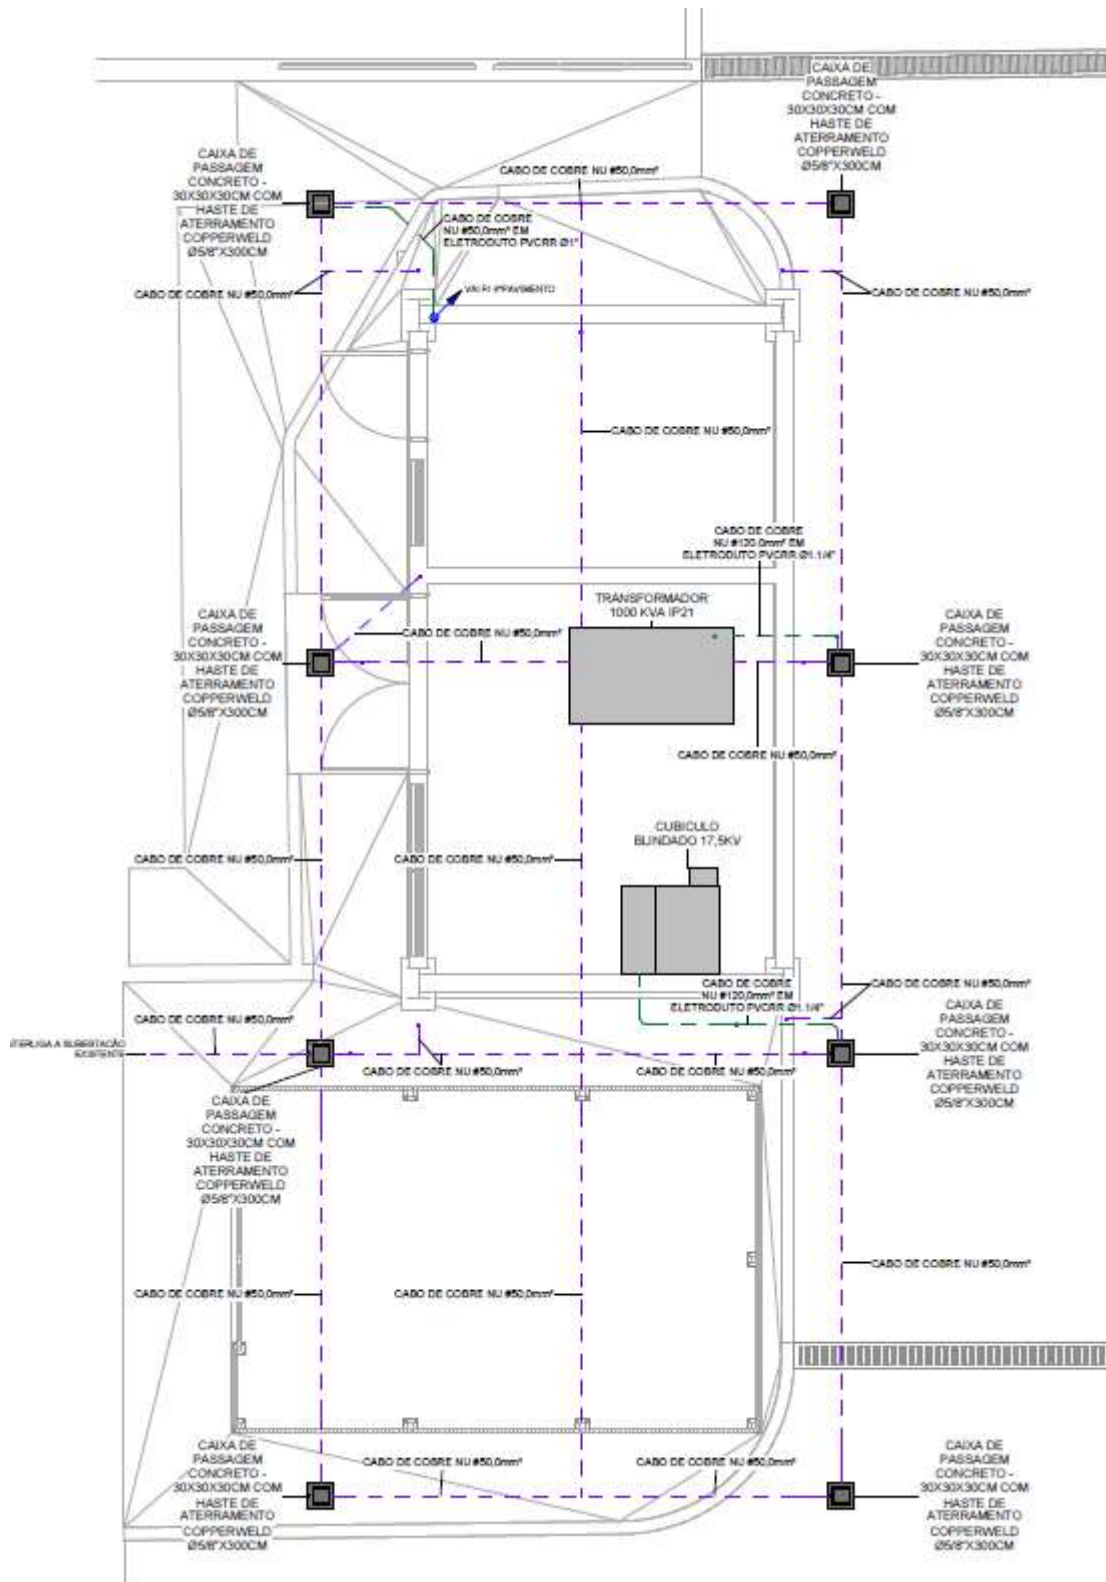 CAIXA DE
PASSAGEM
CONCRETO -
30X30X30CM COM
HASTE DE
ATERRAMENTO
COPPERWELD
Ø5/8"X300CM
CAIXA DE
PASSAGEM
CONCRETO -
30X30X30CM COM
HASTE DE
ATERRAMENTO
COPPERWELD
Ø5/8"X300CM
CABO DE COBRE NU #50,0mm²
CABO DE COBRE
NU #50,0mm² EM
ELETRODUTO PVCRR Ø1"
CABO DE COBRE NU #50,0mm²
PAVIMENTO
CABO DE COBRE NU #50,0mm²
CABO DE COBRE NU #50,0mm²
CABO DE COBRE
NU #120,0mm² EM
ELETRODUTO PVCRR Ø1.1/4"
TRANSFORMADOR
1000 KVA IP21
CAIXA DE
PASSAGEM
CONCRETO -
30X30X30CM COM
HASTE DE
ATERRAMENTO
COPPERWELD
Ø5/8"X300CM
CABO DE COBRE NU #50,0mm²
CAIXA DE
PASSAGEM
CONCRETO -
30X30X30CM COM
HASTE DE
ATERRAMENTO
COPPERWELD
Ø5/8"X300CM
CABO DE COBRE NU #50,0mm²
CUBICULO
BLINDADO 17,5KV
CABO DE COBRE NU #50,0mm²
CABO DE COBRE NU #50,0mm²
CABO DE COBRE
NU #120,0mm² EM
ELETRODUTO PVCRR Ø1.1/4"
CABO DE COBRE NU #50,0mm²
CAIXA DE
PASSAGEM
CONCRETO -
30X30X30CM COM
HASTE DE
ATERRAMENTO
COPPERWELD
Ø5/8"X300CM
CABO DE COBRE NU #50,0mm²
TERLIGA A SUBESTAÇÃO
EXISTENTE
CABO DE COBRE NU #50,0mm²
CABO DE COBRE NU #50,0mm²
CAIXA DE
PASSAGEM
CONCRETO -
30X30X30CM COM
HASTE DE
ATERRAMENTO
COPPERWELD
Ø5/8"X300CM
CABO DE COBRE NU #50,0mm²
CABO DE COBRE NU #50,0mm²
CABO DE COBRE NU #50,0mm²
CAIXA DE
PASSAGEM
CONCRETO -
30X30X30CM COM
HASTE DE
ATERRAMENTO
COPPERWELD
Ø5/8"X300CM
CABO DE COBRE NU #50,0mm²
CABO DE COBRE NU #50,0mm²
CAIXA DE
PASSAGEM
CONCRETO -
30X30X30CM COM
HASTE DE
ATERRAMENTO
COPPERWELD
Ø5/8"X300CM